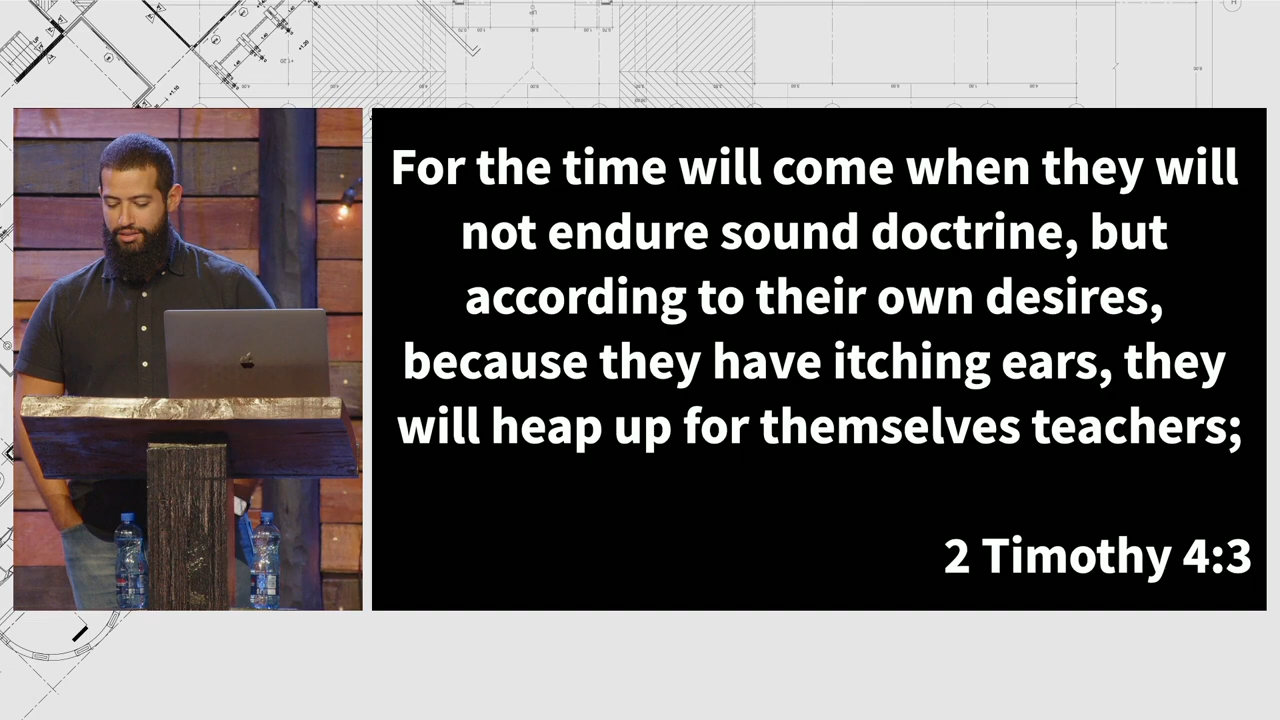 For the time will come when they will
not endure sound doctrine, but
according to their own desires,
because they have itching ears, they
will heap up for themselves teachers;
2 Timothy 4:3